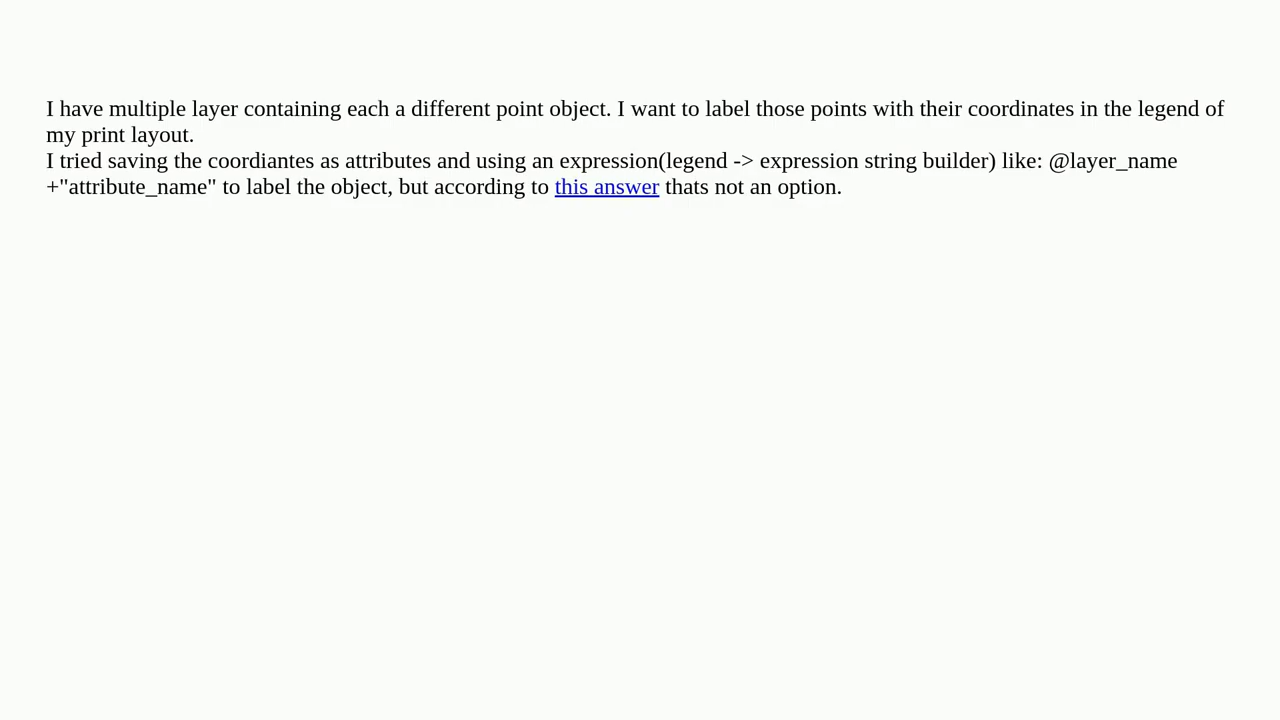 I have multiple layer containing each a different point object. I want to label those points with their coordinates in the legend of
my print layout.
I tried saving the coordiantes as attributes and using an expression(legend -> expression string builder) like: @layer_name
+"attribute_name" to label the object, but according to this answer thats not an option.